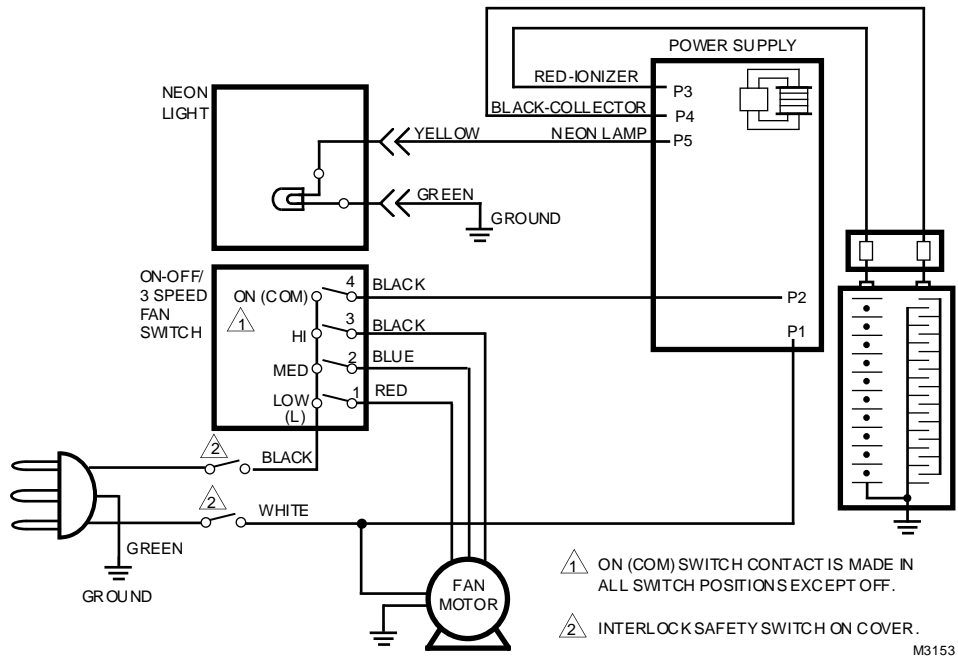 POWER SUPPLY
NEON
LIGHT
RED-IONIZER
P3
BLACK-COLLECTOR
P4
YELLOW
NEON LAMP
P5
GREEN
GROUND
ON-OFF/
3 SPEED
FAN
SWITCH
ON (COM)
4
BLACK
P2
1
HI
3
BLACK
P1
MED
2
BLUE
LOW
(L)
1
RED
2
BLACK
2
WHITE
GREEN
GROUND
FAN
MOTOR
1 ON (COM) SWITCH CONTACT IS MADE IN
ALL SWITCH POSITIONS EXCEPT OFF.
2 INTERLOCK SAFETY SWITCH ON COVER.
M3153